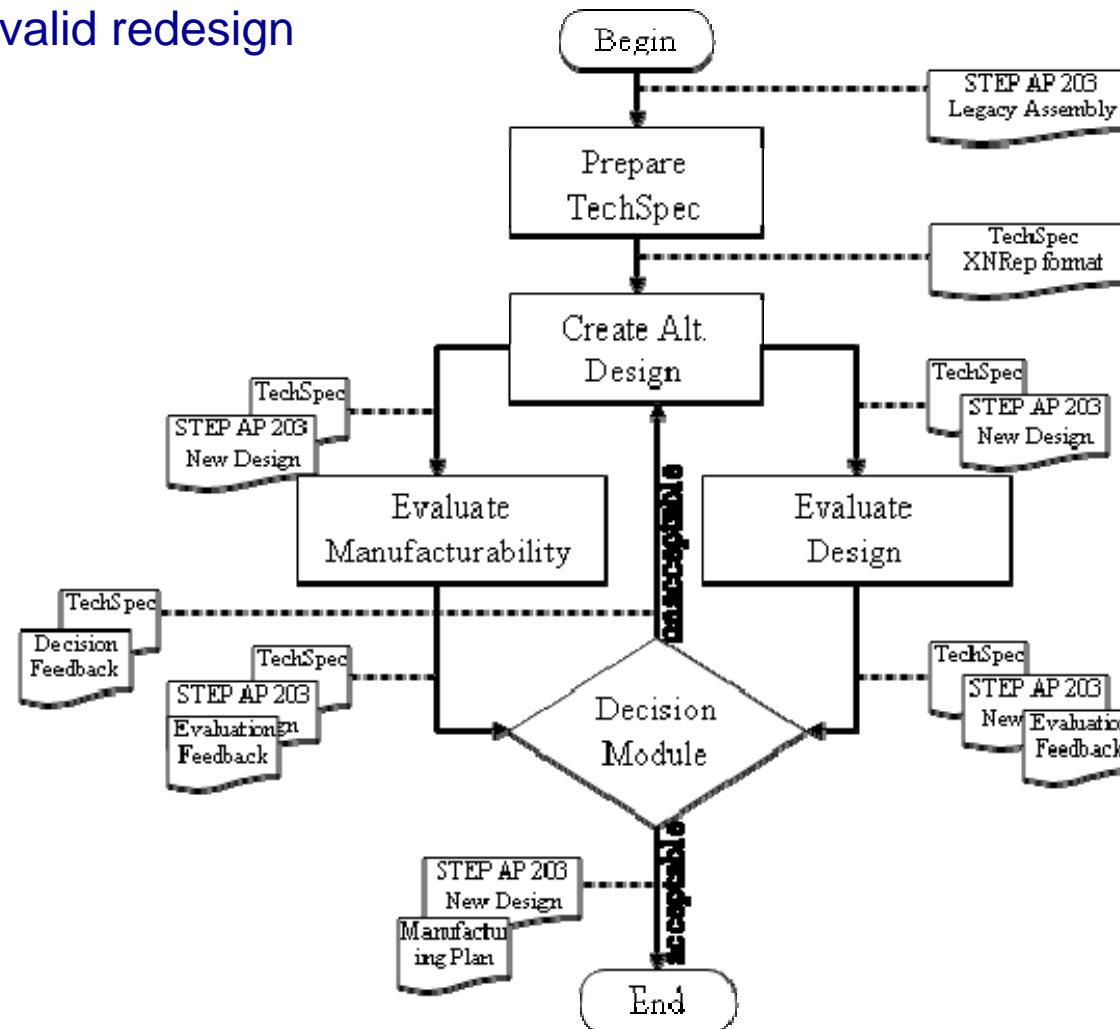 valid redesign
Begin
STEP AP 203
Legacy Assembly
Prepare
TechSpec
TechSpec
XNRep format
Create Alt.
Design
TechSpec
STEP AP 203
New Design
TechSpec
STEP AP 203
New Design
Evaluate
Manufacturability
unacceptable
Evaluate
Design
TechSpec
Decision
Feedback
TechSpec
STEP AP 203
Evaluation
Feedback
Decision
Module
TechSpec
STEP AP 203
New
Feedback
STEP AP 203
New Design
Manufactu
ing Plan
acceptable
End